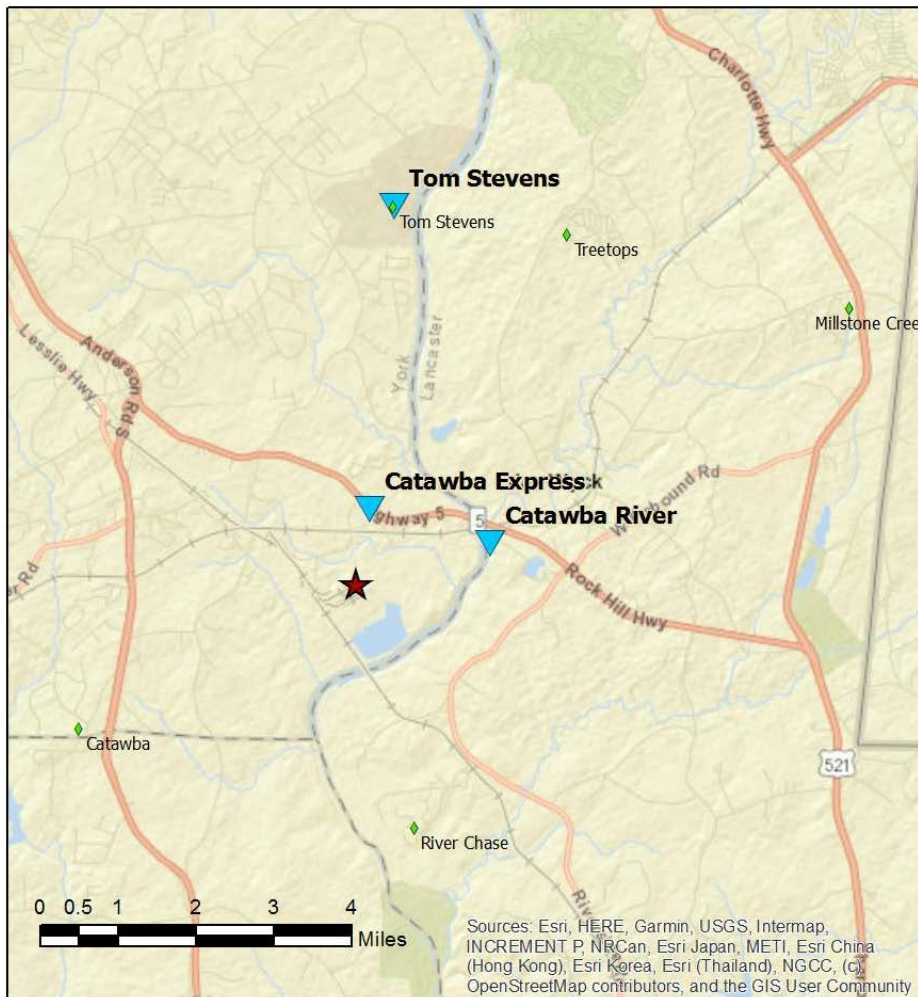 Charlotte Hwy
Tom Stevens
Tom Stevens
Treetops
Millstone Cree
York
Lancaster
Lesslie Hwy
Anderson Rd S
Catawba Express
ghway 5
5
Catawba River
Rock Hill Hwy
er Rd
Catawba
521
River Chase
0 0.5 1 2 3 4
Miles
Sources: Esri, HERE, Garmin, USGS, Intermap,
INCREMENT P, NRCan, Esri Japan, METI, Esri China
(Hong Kong), Esri Korea, Esri (Thailand), NGCC, (c)
OpenStreetMap contributors, and the GIS User Community